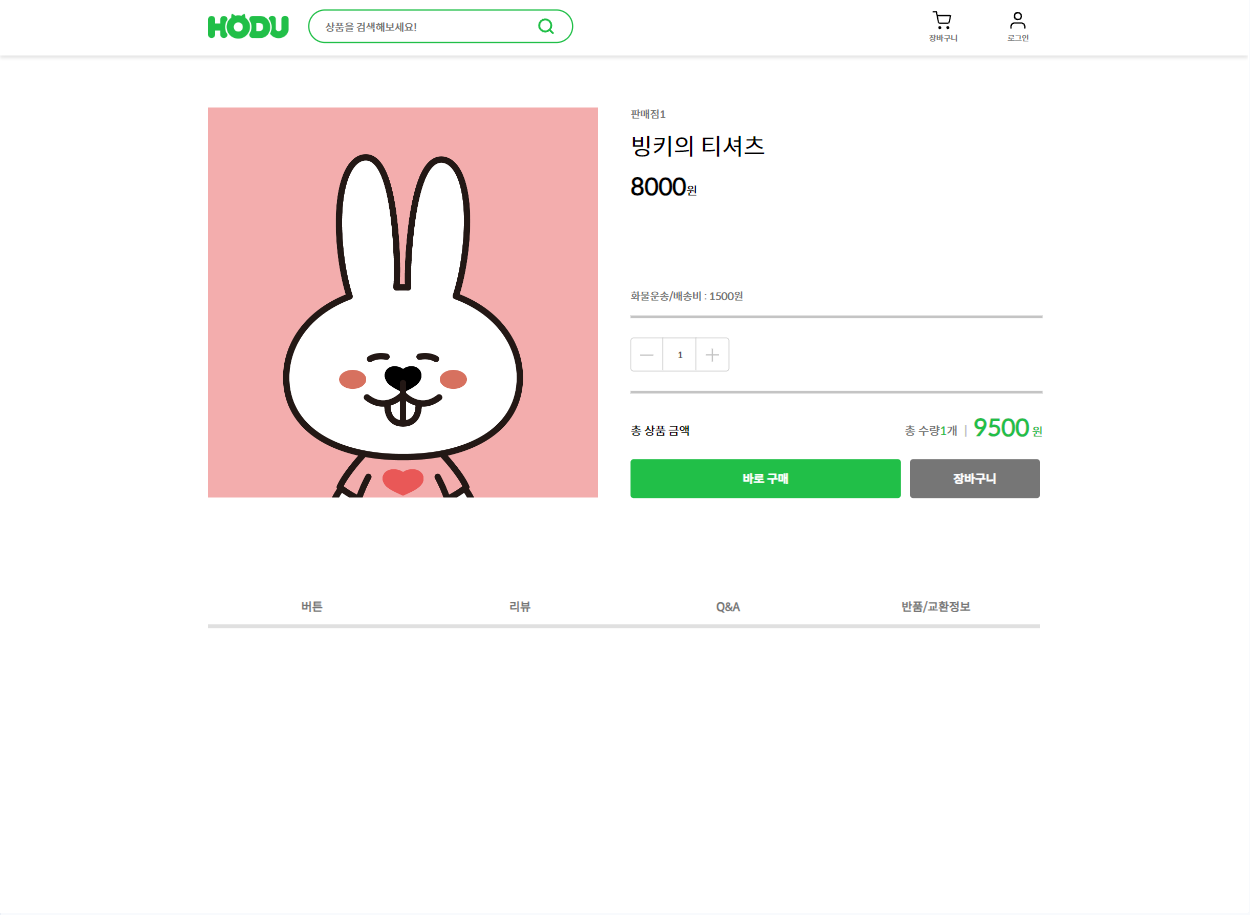 HODU
상품을 검색해보세요!
장바구니
로그인
판매점1
빙키의 티셔츠
8000원
화물운송/배송비 : 1500원
1
총 상품 금액
총 수량1개 | 9500 원
바로 구매
장바구니
버튼
리뷰
Q&A
반품/교환정보